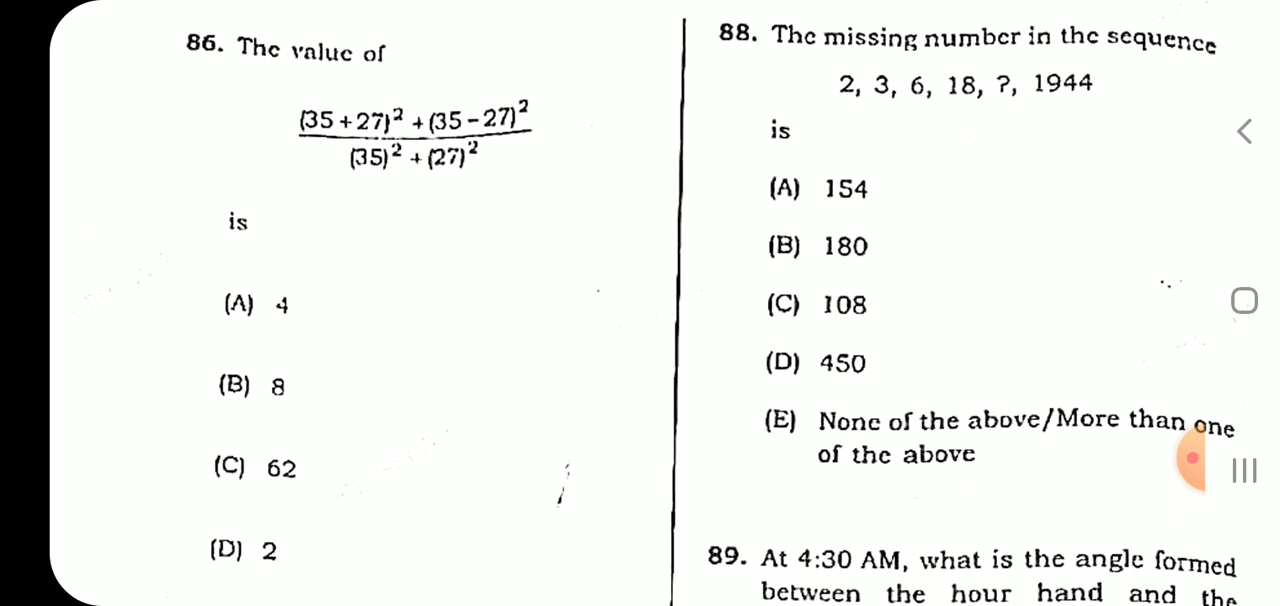 86. The value of
(35+27)² + (35−27)²
(35)² + (27)²
is
(A) 4
(B) 8
(C) 62
(D) 2
88. The missing number in the sequence
2, 3, 6, 18, ?, 1944
is
(A) 154
(B) 180
(C) 108
(D) 450
(E) None of the above/More than one
of the above
89. At 4:30 AM, what is the angle formed
between the hour hand and the